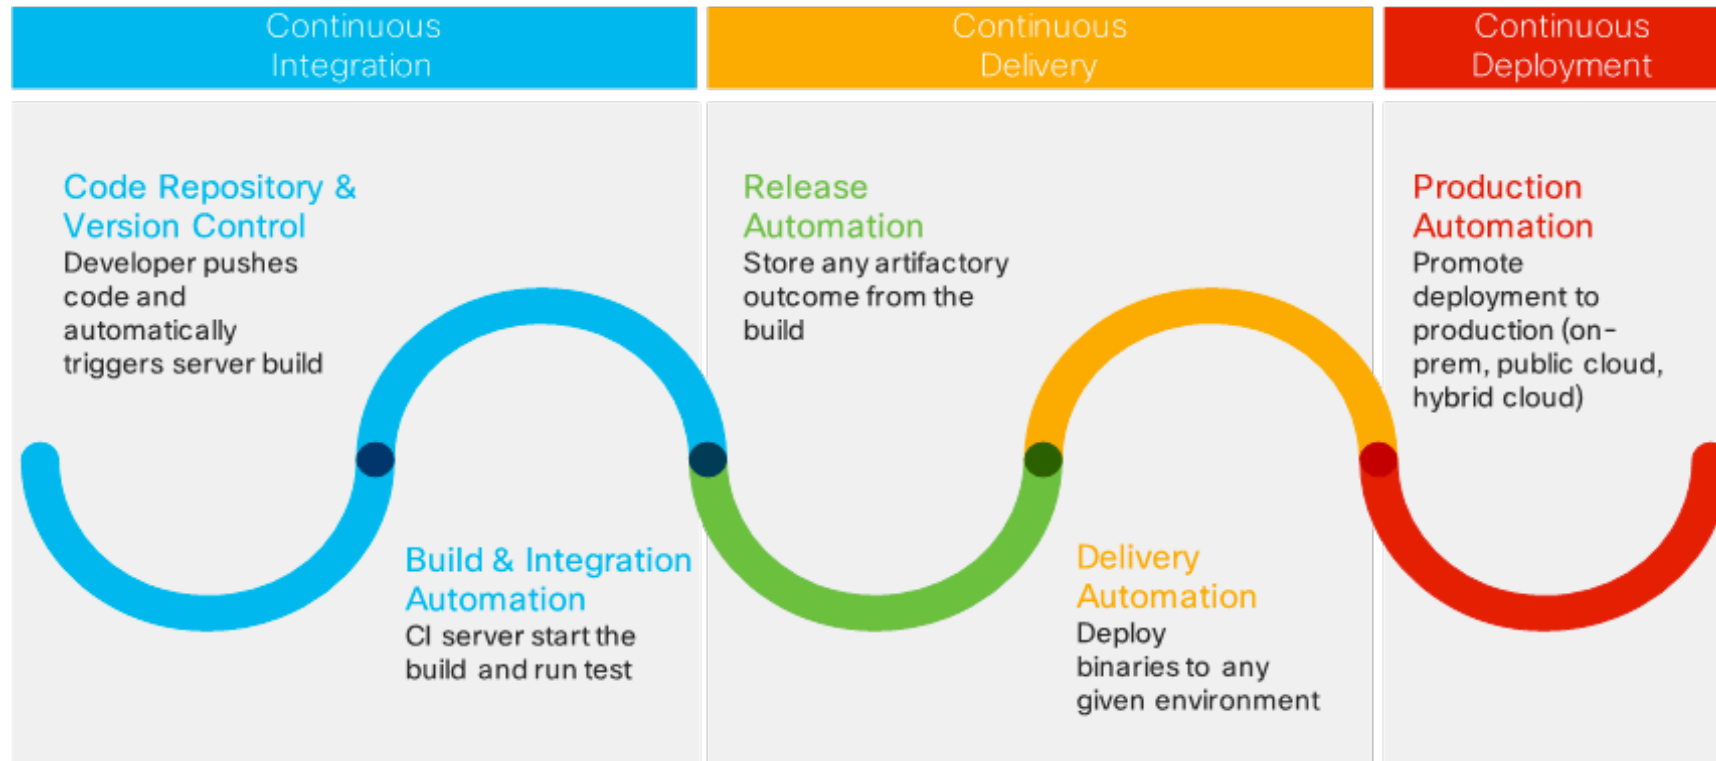 Continuous
Integration
Continuous
Delivery
Continuous
Deployment
Code Repository &
Version Control
Developer pushes
code and
automatically
triggers server build
Build & Integration
Automation
CI server start the
build and run test
Release
Automation
Store any artifactory
outcome from the
build
Delivery
Automation
Deploy
binaries to any
given environment
Production
Automation
Promote
deployment to
production (on-
prem, public cloud,
hybrid cloud)